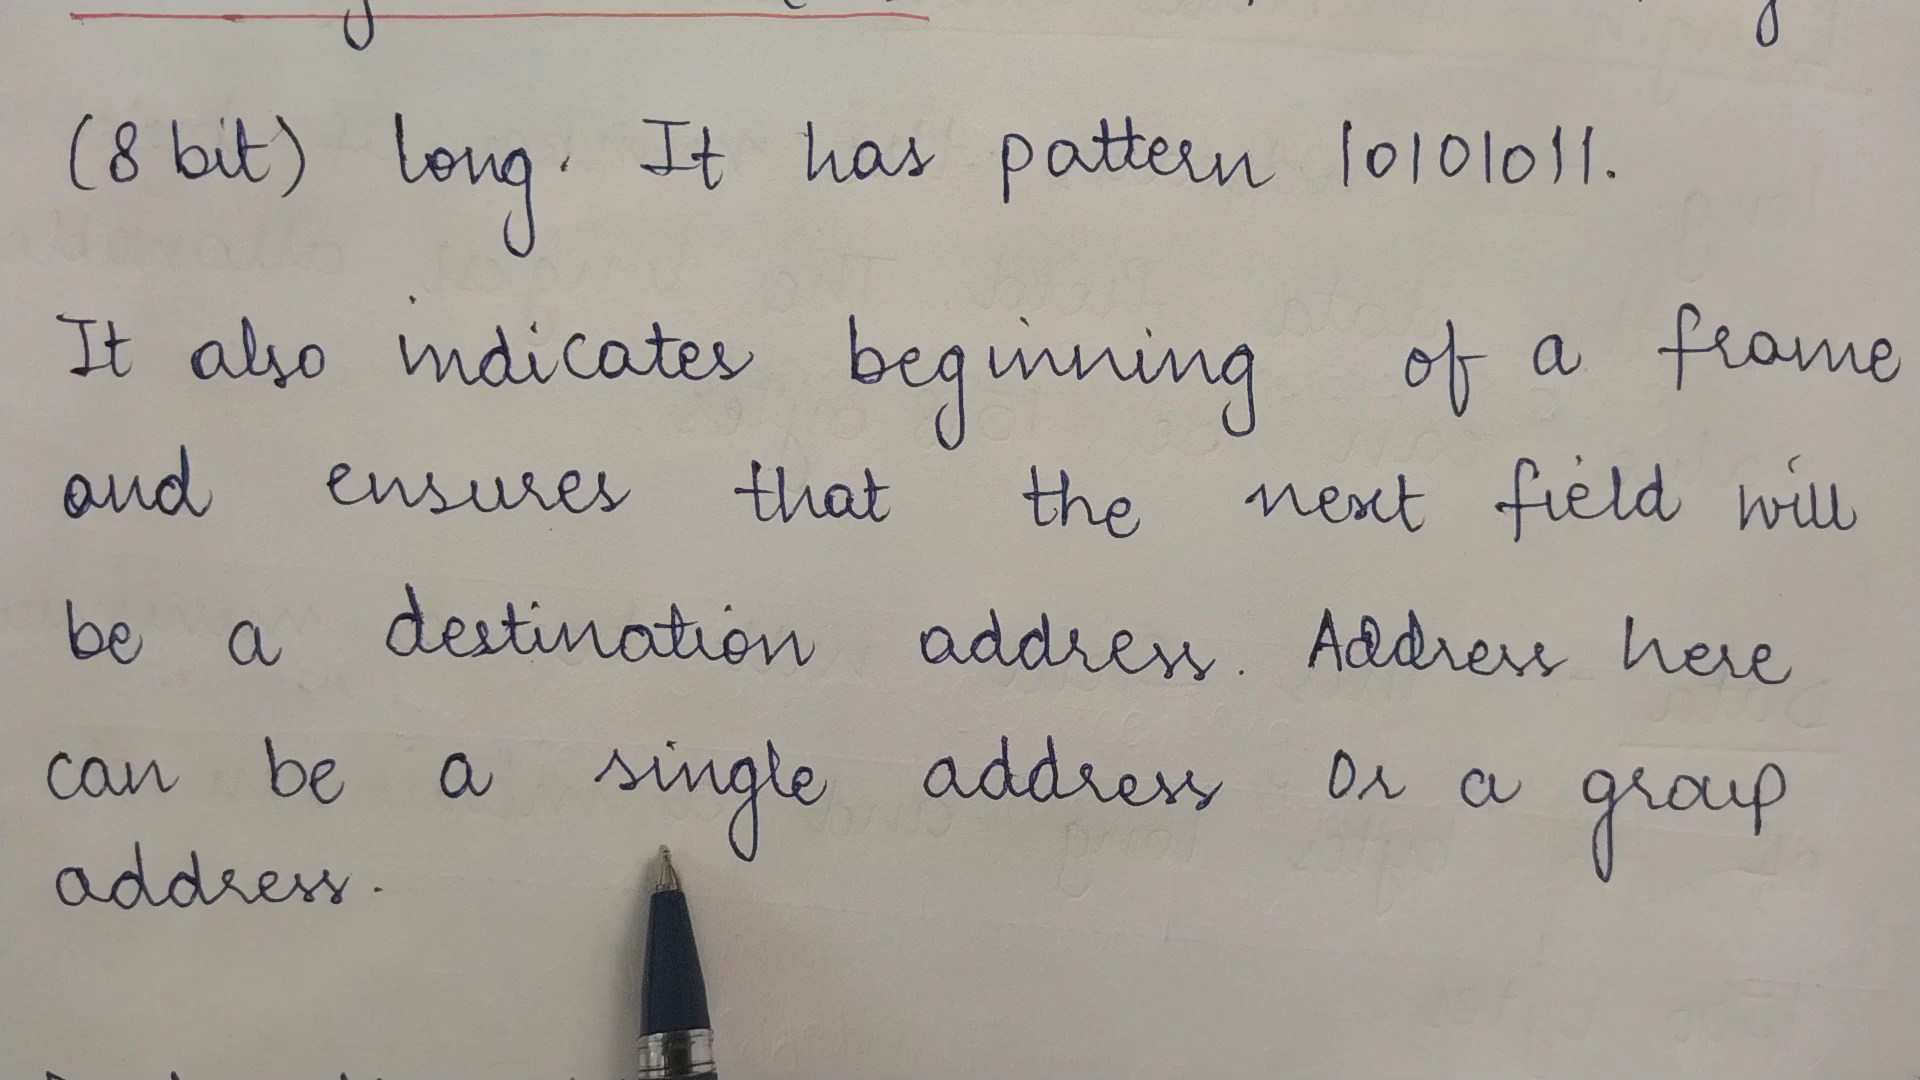 (8 bit) long. It has pattern 10101011.
It also indicates beginning of a frame
and ensures that the next field will
be a destination address. Address here
can be a single address or a group
address.